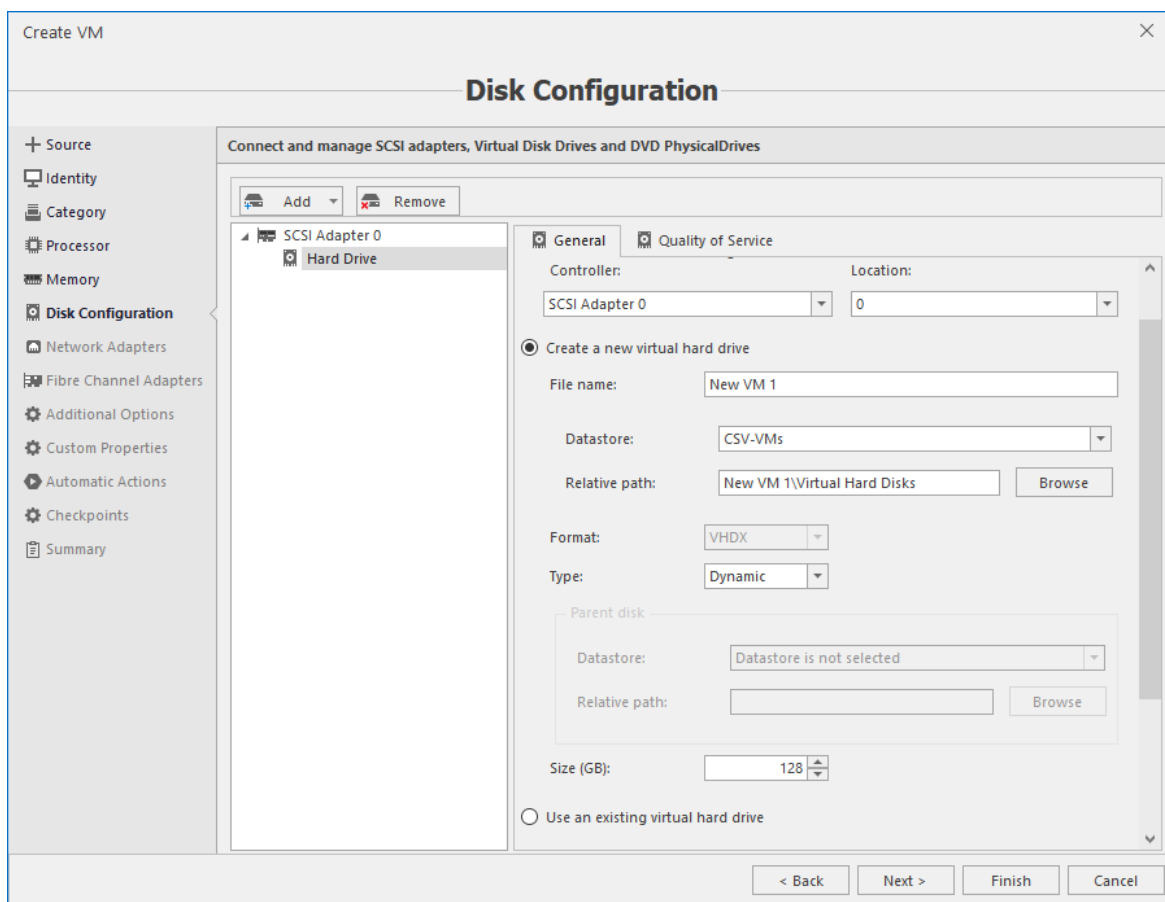 Create VM
Disk Configuration
Source
Identity
Category
Processor
Memory
Disk Configuration
Network Adapters
Fibre Channel Adapters
Additional Options
Custom Properties
Automatic Actions
Checkpoints
Summary
Connect and manage SCSI adapters, Virtual Disk Drives and DVD PhysicalDrives
Add Remove
SCSI Adapter 0
Hard Drive
General Quality of Service
Controller: Location:
SCSI Adapter 0 0
Create a new virtual hard drive
File name: New VM 1
Datastore: CSV-VMs
Relative path: New VM 1\Virtual Hard Disks Browse
Format: VHDX
Type: Dynamic
Parent disk
Datastore: Datastore is not selected
Relative path: Browse
Size (GB): 128
Use an existing virtual hard drive
< Back Next > Finish Cancel